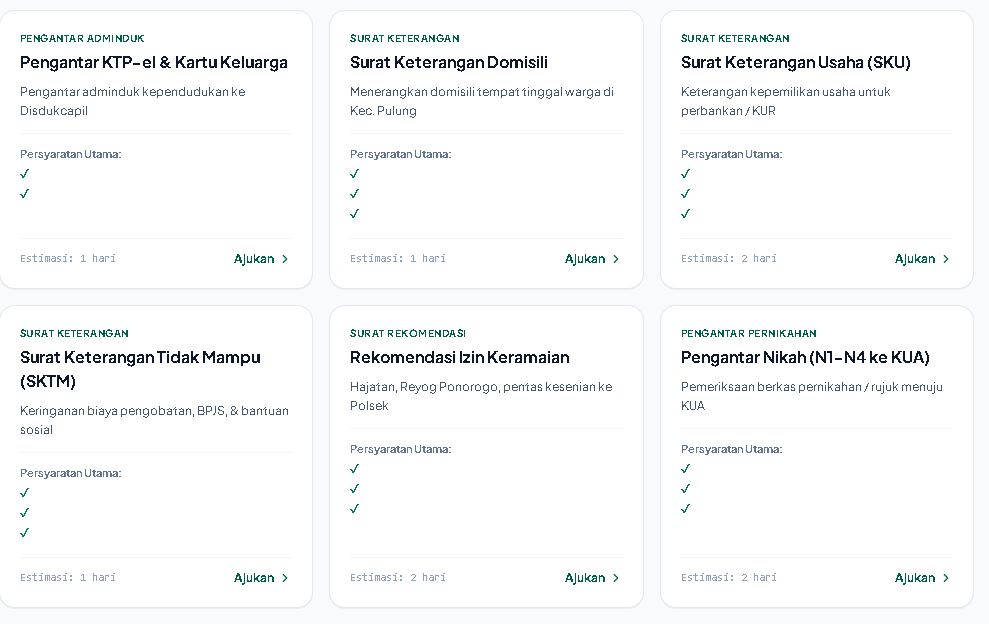 PENGANTAR ADMINDUK
Pengantar KTP-el & Kartu Keluarga
Pengantar adminduk kependudukan ke
Disdukcapil
Persyaratan Utama:
✓
✓
Estimasi: 1 hari
Ajukan >
SURAT KETERANGAN
Surat Keterangan Domisili
Menerangkan domisili tempat tinggal warga di
Kec. Pulung
Persyaratan Utama:
✓
✓
✓
Estimasi: 1 hari
Ajukan >
SURAT KETERANGAN
Surat Keterangan Usaha (SKU)
Keterangan kepemilikan usaha untuk
perbankan / KUR
Persyaratan Utama:
✓
✓
✓
Estimasi: 2 hari
Ajukan >
SURAT KETERANGAN
Surat Keterangan Tidak Mampu
(SKTM)
Keringanan biaya pengobatan, BPJS, & bantuan
sosial
Persyaratan Utama:
✓
✓
✓
Estimasi: 1 hari
Ajukan >
SURAT REKOMENDASI
Rekomendasi Izin Keramaian
Hajatan, Reyog Ponorogo, pentas kesenian ke
Polsek
Persyaratan Utama:
✓
✓
✓
Estimasi: 2 hari
Ajukan >
PENGANTAR PERNIKAHAN
Pengantar Nikah (N1-N4 ke KUA)
Pemeriksaan berkas pernikahan / rujuk menuju
KUA
Persyaratan Utama:
✓
✓
✓
Estimasi: 2 hari
Ajukan >